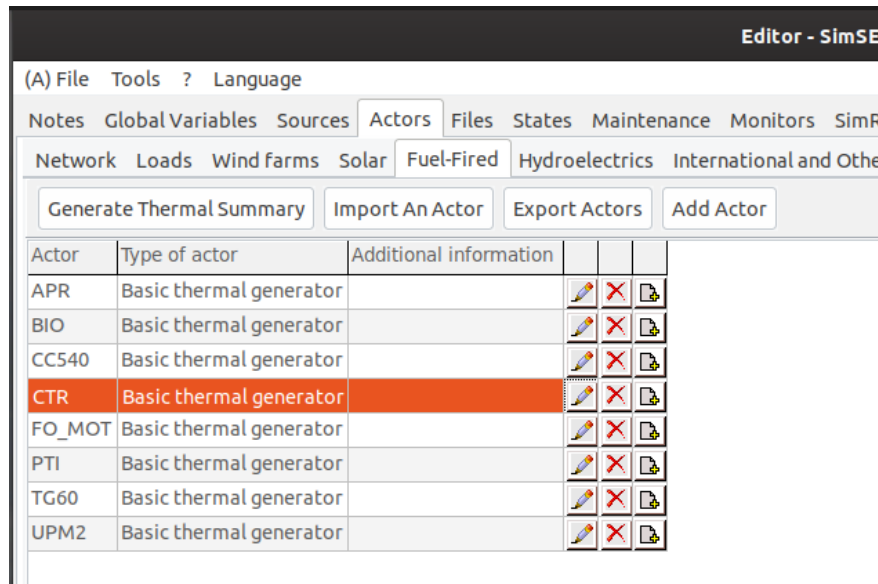 Editor - SimSE
(A) File Tools ? Language
Notes Global Variables Sources Actors Files States Maintenance Monitors SimR
Network Loads Wind farms Solar Fuel-Fired Hydroelectrics International and Othe
Generate Thermal Summary Import An Actor Export Actors Add Actor
Actor Type of actor Additional information
APR Basic thermal generator
BIO Basic thermal generator
CC540 Basic thermal generator
CTR Basic thermal generator
FO_MOT Basic thermal generator
PTI Basic thermal generator
TG60 Basic thermal generator
UPM2 Basic thermal generator